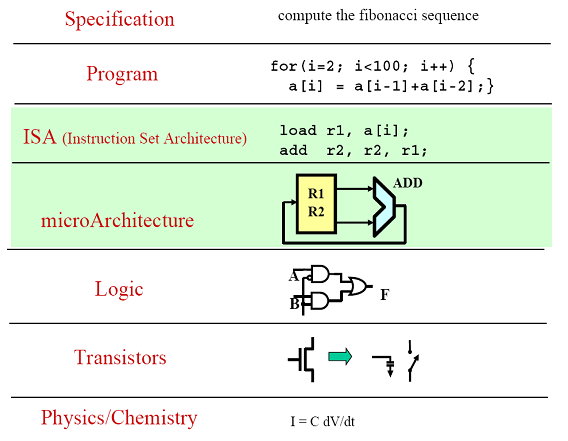 Specification compute the fibonacci sequence
Program
for(i=2; i<100; i++) {
a[i] = a[i-1]+a[i-2];}
ISA (Instruction Set Architecture)
load r1, a[i];
add r2, r2, r1;
microArchitecture
R1
R2
ADD
Logic
A
B
F
Transistors
Physics/Chemistry I = C dV/dt